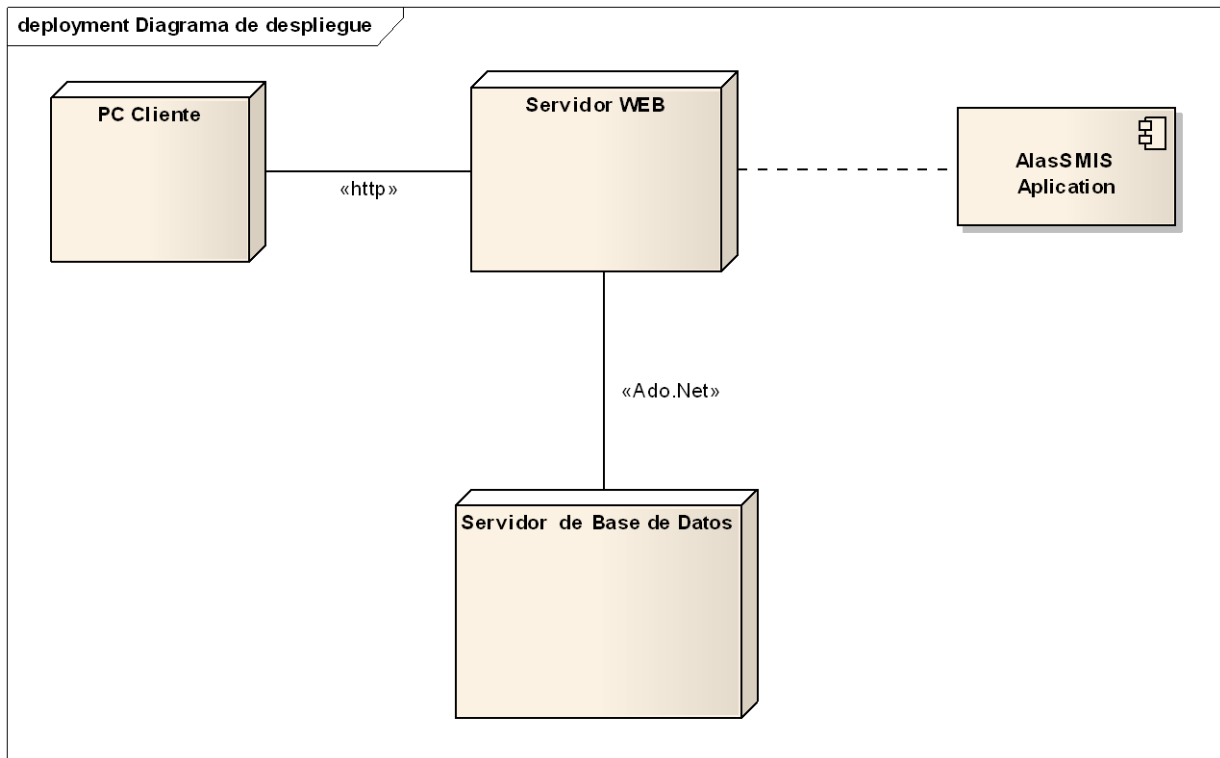 deployment Diagrama de despliegue
PC Cliente
Servidor WEB
AlasSMIS
Aplication
«http»
«Ado.Net»
Servidor de Base de Datos